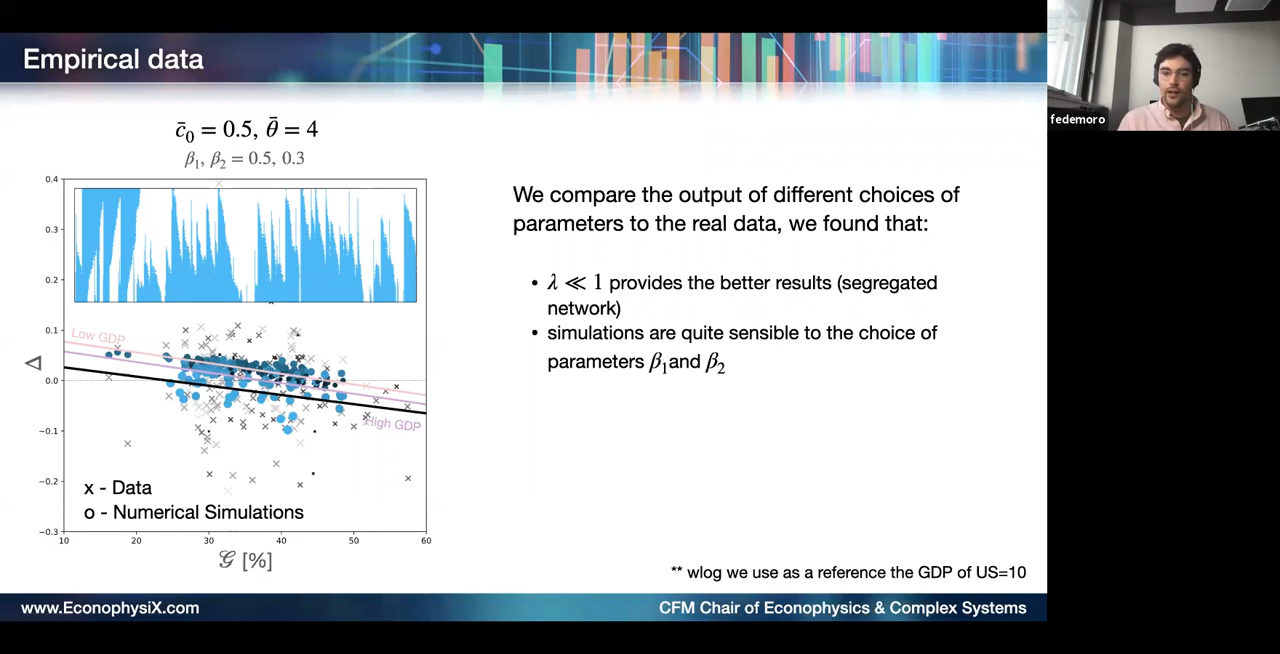 Empirical data
fedemoro
c̄₀ = 0.5, θ̄ = 4
β₁, β₂ = 0.5, 0.3
We compare the output of different choices of
parameters to the real data, we found that:
• λ ≪ 1 provides the better results (segregated
network)
• simulations are quite sensible to the choice of
parameters β₁and β₂
0.4
0.3
0.2
0.1
0.0
−0.1
−0.2
−0.3
Δ
Low GDP
High GDP
x - Data
o - Numerical Simulations
10 20 30 40 50 60
𝒢 [%]
** wlog we use as a reference the GDP of US=10
www.EconophysiX.com
CFM Chair of Econophysics & Complex Systems